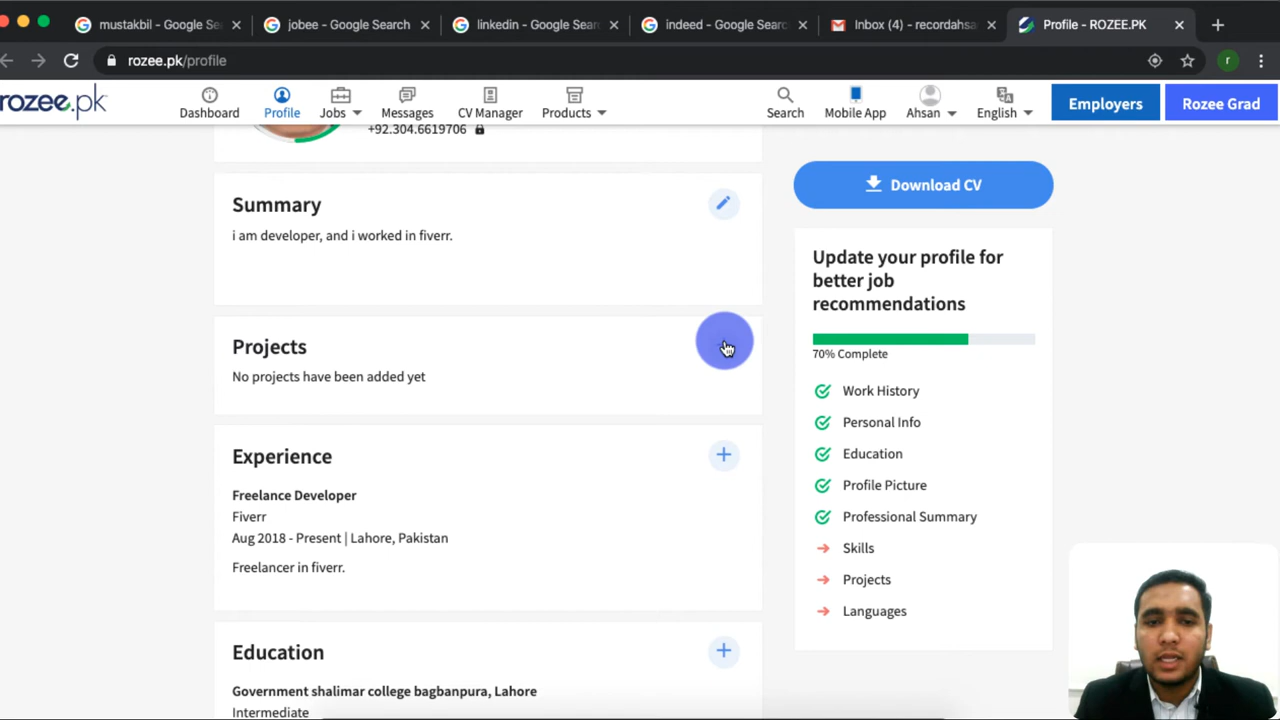 mustakbil - Google Se
jobee - Google Search
linkedin - Google Sear
indeed - Google Searc
Inbox (4) - recordahsa
Profile - ROZEE.PK
rozee.pk/profile
r
rozee.pk
Dashboard
Profile
Jobs
Messages
CV Manager
Products
Search
Mobile App
Ahsan
English
Employers
Rozee Grad
+92.304.6619706
Summary
i am developer, and i worked in fiverr.
Projects
No projects have been added yet
Experience
Freelance Developer
Fiverr
Aug 2018 - Present | Lahore, Pakistan
Freelancer in fiverr.
Education
Government shalimar college bagbanpura, Lahore
Intermediate
Download CV
Update your profile for
better job
recommendations
70% Complete
Work History
Personal Info
Education
Profile Picture
Professional Summary
Skills
Projects
Languages